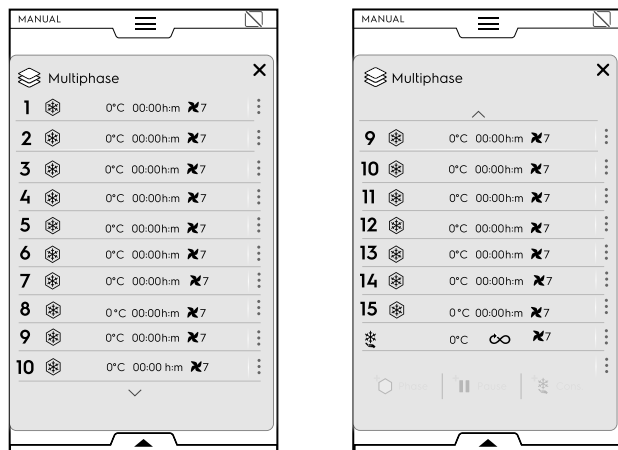 MANUAL
Multiphase
1 0°C 00:00h:m 7
2 0°C 00:00h:m 7
3 0°C 00:00h:m 7
4 0°C 00:00h:m 7
5 0°C 00:00h:m 7
6 0°C 00:00h:m 7
7 0°C 00:00h:m 7
8 0°C 00:00h:m 7
9 0°C 00:00h:m 7
10 0°C 00:00 h:m 7
MANUAL
Multiphase
9 0°C 00:00h:m 7
10 0°C 00:00h:m 7
11 0°C 00:00h:m 7
12 0°C 00:00h:m 7
13 0°C 00:00h:m 7
14 0°C 00:00h:m 7
15 0°C 00:00h:m 7
0°C 7
Phase Pause Cons.